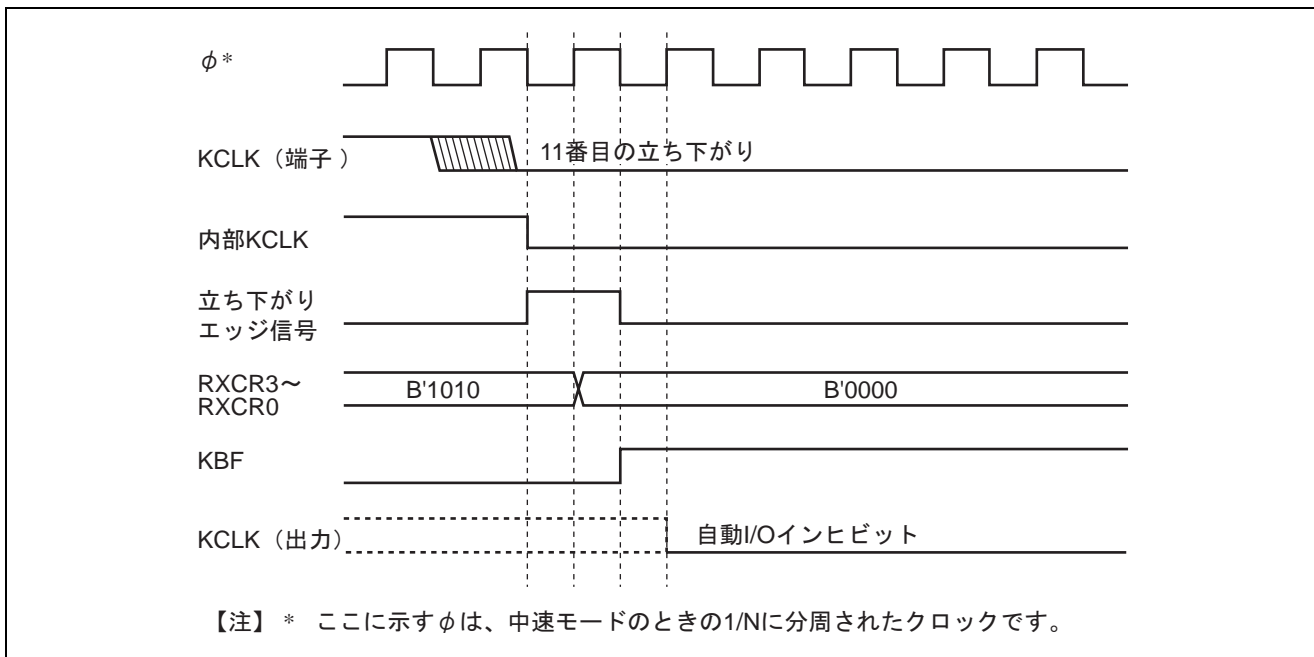 φ*
KCLK（端子 ）
11番目の立ち下がり
内部KCLK
立ち下がり
エッジ信号
RXCR3～
RXCR0
B'1010
B'0000
KBF
KCLK（出力）
自動I/Oインヒビット
【注】 * ここに示すφは、中速モードのときの1/Nに分周されたクロックです。